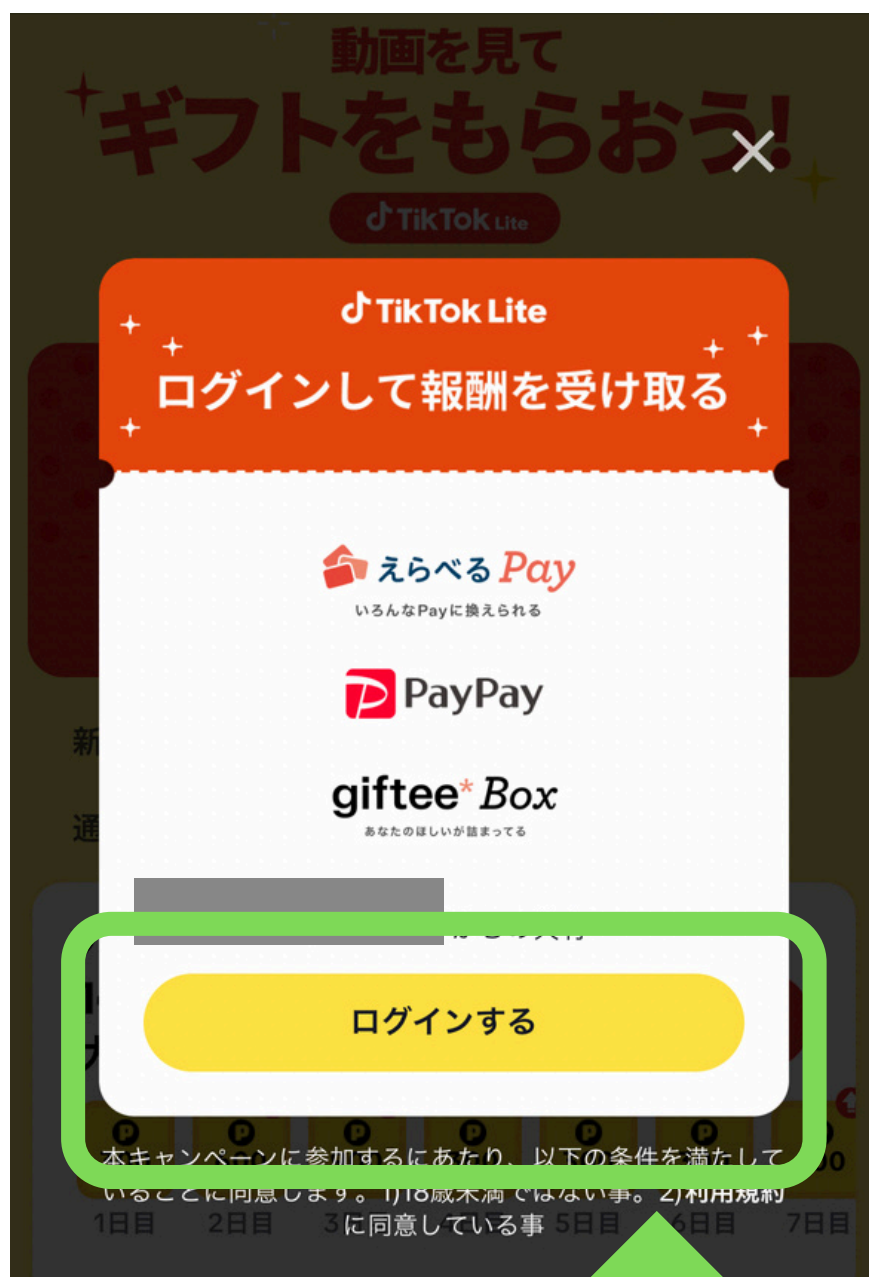 動画を見て
ギフトをもらおう!
TikTok Lite
TikTok Lite
ログインして報酬を受け取る
えらべるPay
いろんなPayに換えられる
PayPay
giftee* Box
あなたのほしいが詰まってる
新
通
ログインする
本キャンペーンに参加するにあたり、以下の条件を満たして
いることに同意します。1)18歳未満ではない事。2)利用規約
に同意している事
1日目 2日目 5日目 6日目 7日目